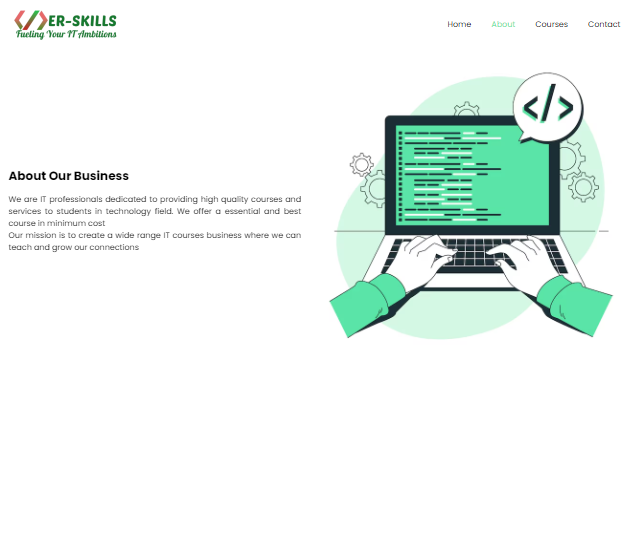 </>ER-SKILLS
Fueling Your IT Ambitions
Home About Courses Contact
</>
About Our Business
We are IT professionals dedicated to providing high quality courses and
services to students in technology field. We offer a essential and best
course in minimum cost
Our mission is to create a wide range IT courses business where we can
teach and grow our connections